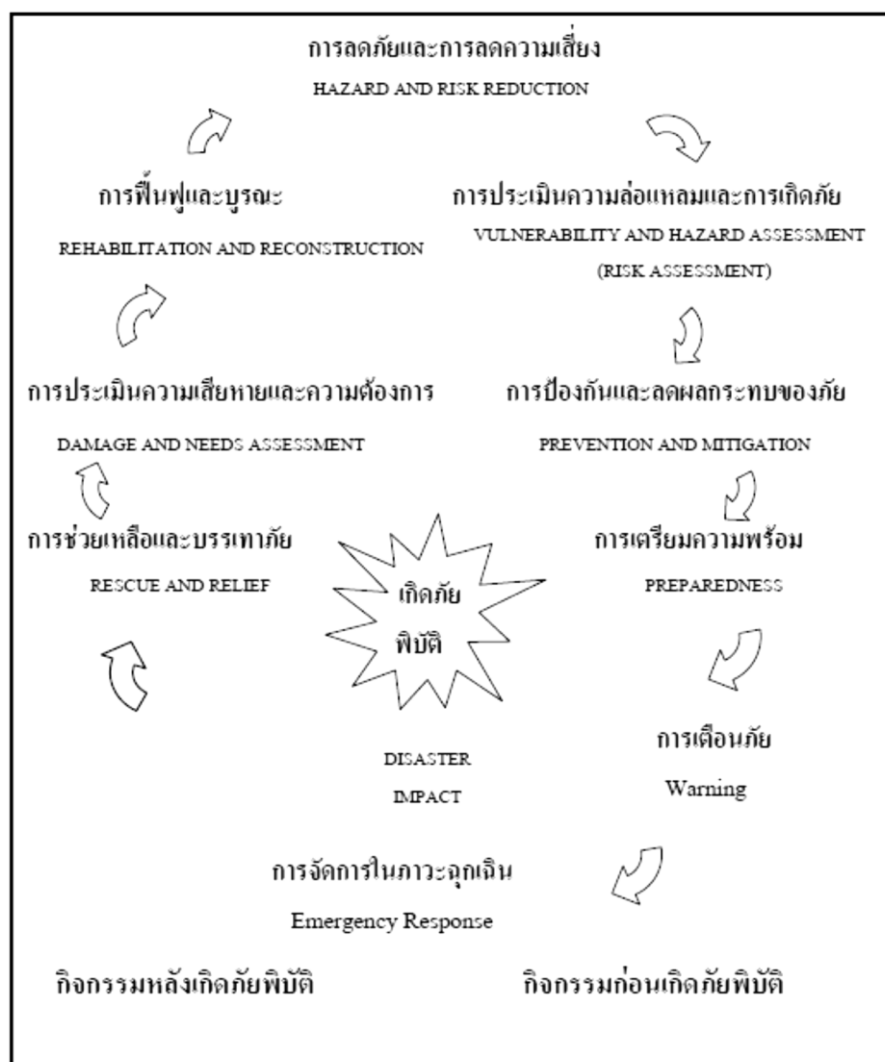 การลดภัยและการลดความเสี่ยง
HAZARD AND RISK REDUCTION
การฟื้นฟูและบูรณะ
REHABILITATION AND RECONSTRUCTION
การประเมินความล่อแหลมและการเกิดภัย
VULNERABILITY AND HAZARD ASSESSMENT
(RISK ASSESSMENT)
การประเมินความเสียหายและความต้องการ
DAMAGE AND NEEDS ASSESSMENT
การป้องกันและลดผลกระทบของภัย
PREVENTION AND MITIGATION
การช่วยเหลือและบรรเทาภัย
RESCUE AND RELIEF
เกิดภัย
พิบัติ
การเตรียมความพร้อม
PREPAREDNESS
DISASTER
IMPACT
การเตือนภัย
Warning
การจัดการในภาวะฉุกเฉิน
Emergency Response
กิจกรรมหลังเกิดภัยพิบัติ
กิจกรรมก่อนเกิดภัยพิบัติ